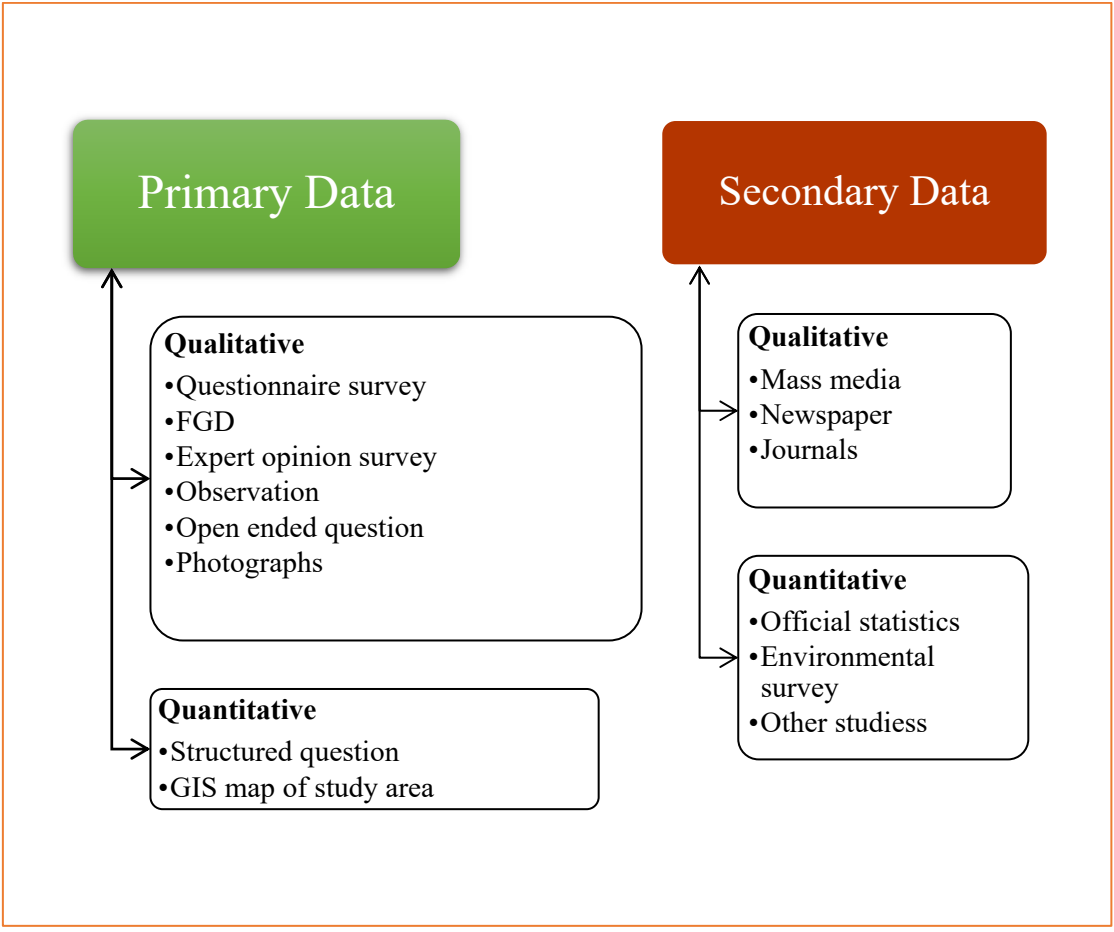 Primary Data
Qualitative
•Questionnaire survey
•FGD
•Expert opinion survey
•Observation
•Open ended question
•Photographs
Quantitative
•Structured question
•GIS map of study area
Secondary Data
Qualitative
•Mass media
•Newspaper
•Journals
Quantitative
•Official statistics
•Environmental
survey
•Other studiess